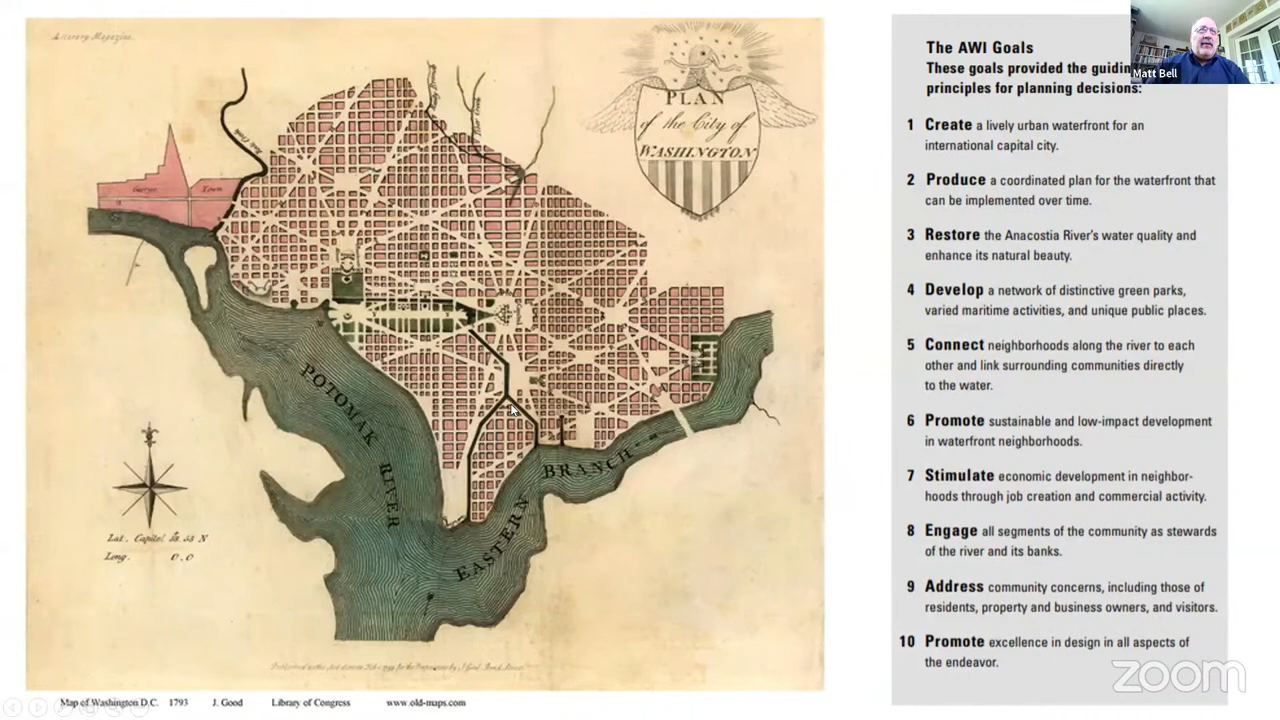 Literary Magazine.
PLAN
of the City of
WASHINGTON
George Town
POTOMAK RIVER
EASTERN BRANCH
Lat. Capitol 38. 53 N
Long. 0. 0
Map of Washington D.C. 1793 J. Good Library of Congress www.old-maps.com
The AWI Goals
These goals provided the
principles for planning decisions:
1 Create a lively urban waterfront for an
international capital city.
2 Produce a coordinated plan for the waterfront that
can be implemented over time.
3 Restore the Anacostia River's water quality and
enhance its natural beauty.
4 Develop a network of distinctive green parks,
varied maritime activities, and unique public places.
5 Connect neighborhoods along the river to each
other and link surrounding communities directly
to the water.
6 Promote sustainable and low-impact development
in waterfront neighborhoods.
7 Stimulate economic development in neighbor-
hoods through job creation and commercial activity.
8 Engage all segments of the community as stewards
of the river and its banks.
9 Address community concerns, including those of
residents, property and business owners, and visitors.
10 Promote excellence in design in all aspects of
the endeavor.
Matt Bell
zoom